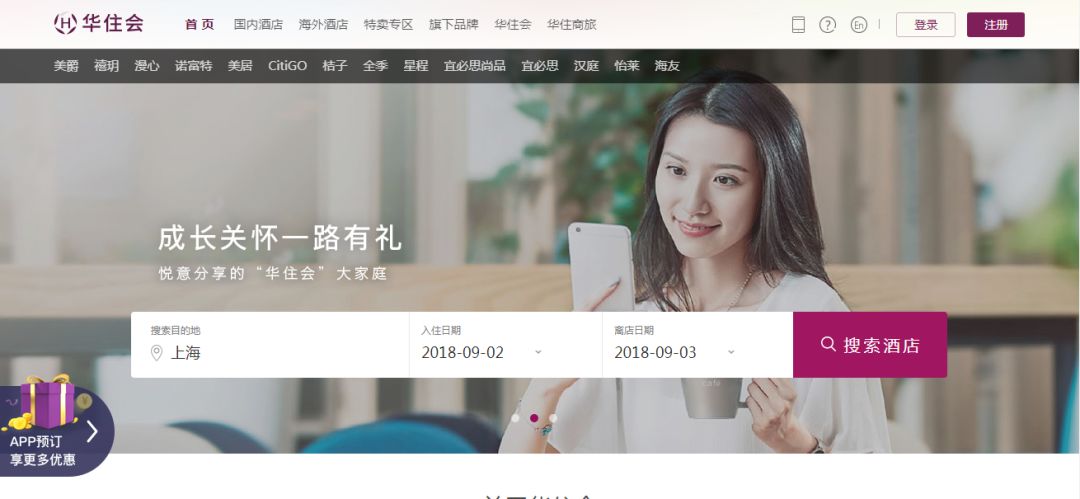 华住会
首页 国内酒店 海外酒店 特卖专区 旗下品牌 华住会 华住商旅 En 登录 注册
美爵 禧玥 漫心 诺富特 美居 CitiGO 桔子 全季 星程 宜必思尚品 宜必思 汉庭 怡莱 海友
成长关怀一路有礼
悦意分享的“华住会”大家庭
搜索目的地 入住日期 离店日期
上海 2018-09-02 2018-09-03 搜索酒店
cafe
APP预订
享更多优惠